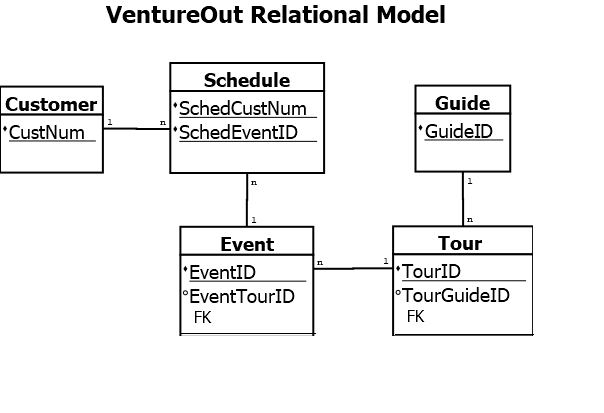 VentureOut Relational Model
Customer
CustNum
1
n
Schedule
SchedCustNum
SchedEventID
n
1
Guide
GuideID
1
n
Event
EventID
EventTourID
FK
n
1
Tour
TourID
TourGuideID
FK